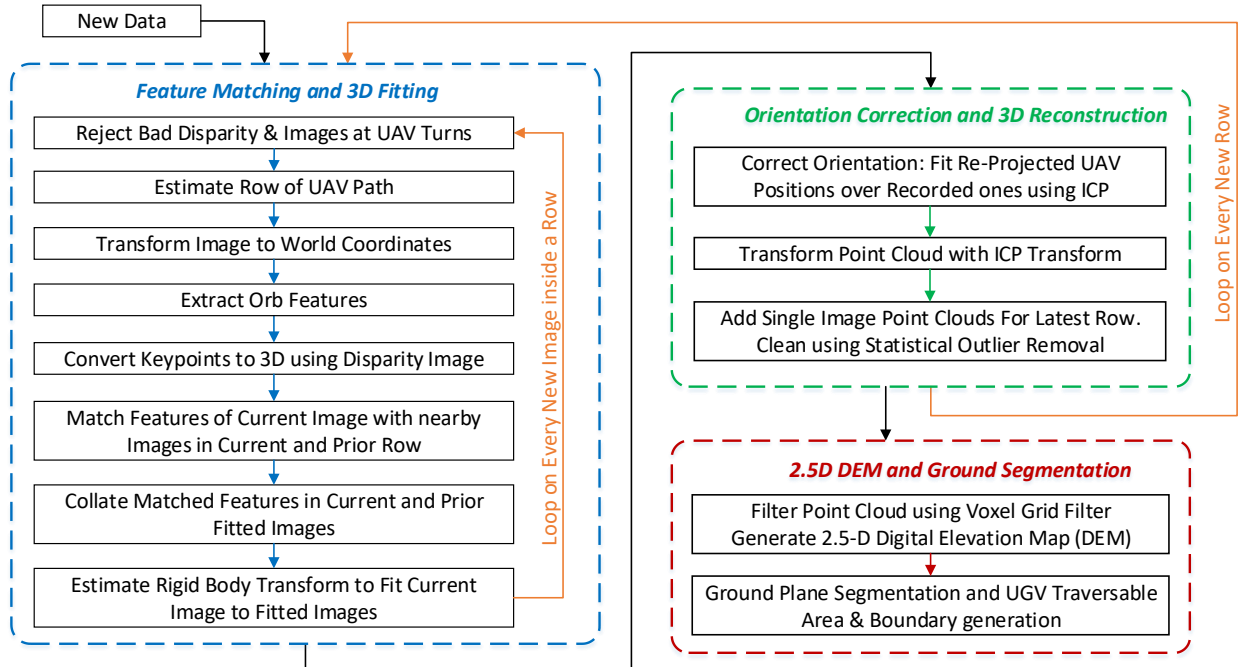 New Data
Feature Matching and 3D Fitting
Reject Bad Disparity & Images at UAV Turns
Estimate Row of UAV Path
Transform Image to World Coordinates
Extract Orb Features
Convert Keypoints to 3D using Disparity Image
Match Features of Current Image with nearby
Images in Current and Prior Row
Collate Matched Features in Current and Prior
Fitted Images
Estimate Rigid Body Transform to Fit Current
Image to Fitted Images
Loop on Every New Image inside a Row
Orientation Correction and 3D Reconstruction
Correct Orientation: Fit Re-Projected UAV
Positions over Recorded ones using ICP
Transform Point Cloud with ICP Transform
Add Single Image Point Clouds For Latest Row.
Clean using Statistical Outlier Removal
Loop on Every New Row
2.5D DEM and Ground Segmentation
Filter Point Cloud using Voxel Grid Filter
Generate 2.5-D Digital Elevation Map (DEM)
Ground Plane Segmentation and UGV Traversable
Area & Boundary generation